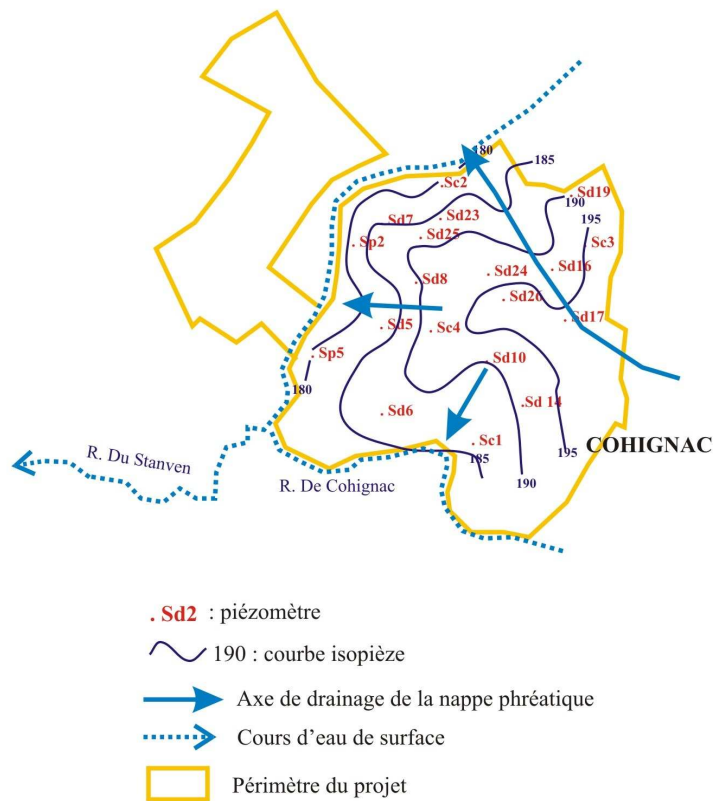 180
185
. Sc2
. Sd19
190
. Sd7
. Sd23
195
. Sd25
. Sp2
. Sc3
. Sd24
. Sd16
. Sd8
. Sd26
. Sd17
. Sd5
. Sc4
. Sp5
. Sd10
180
. Sd 14
. Sd6
. Sc1
COHIGNAC
195
R. Du Stanven
185
190
R. De Cohignac
. Sd2 : piézomètre
190 : courbe isopièze
Axe de drainage de la nappe phréatique
Cours d'eau de surface
Périmètre du projet